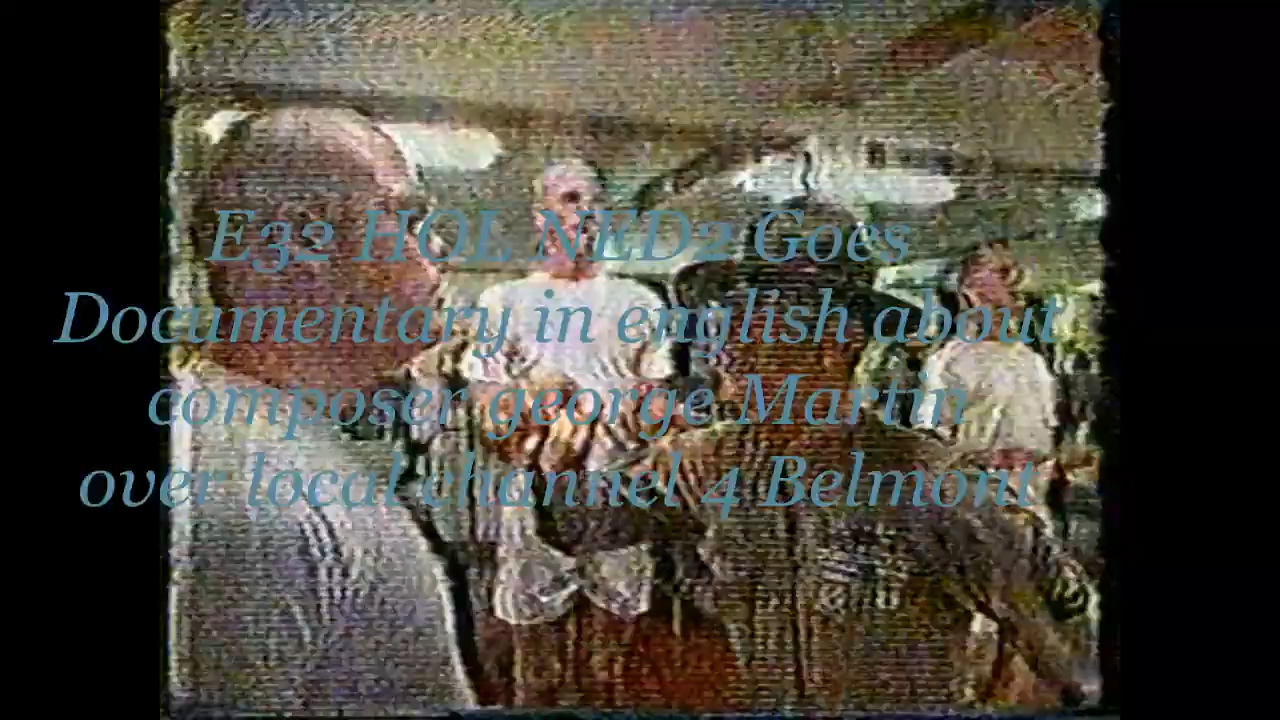 E32 HOL NED2 Goes
Documentary in english about
composer george Martin
over local channel 4 Belmont